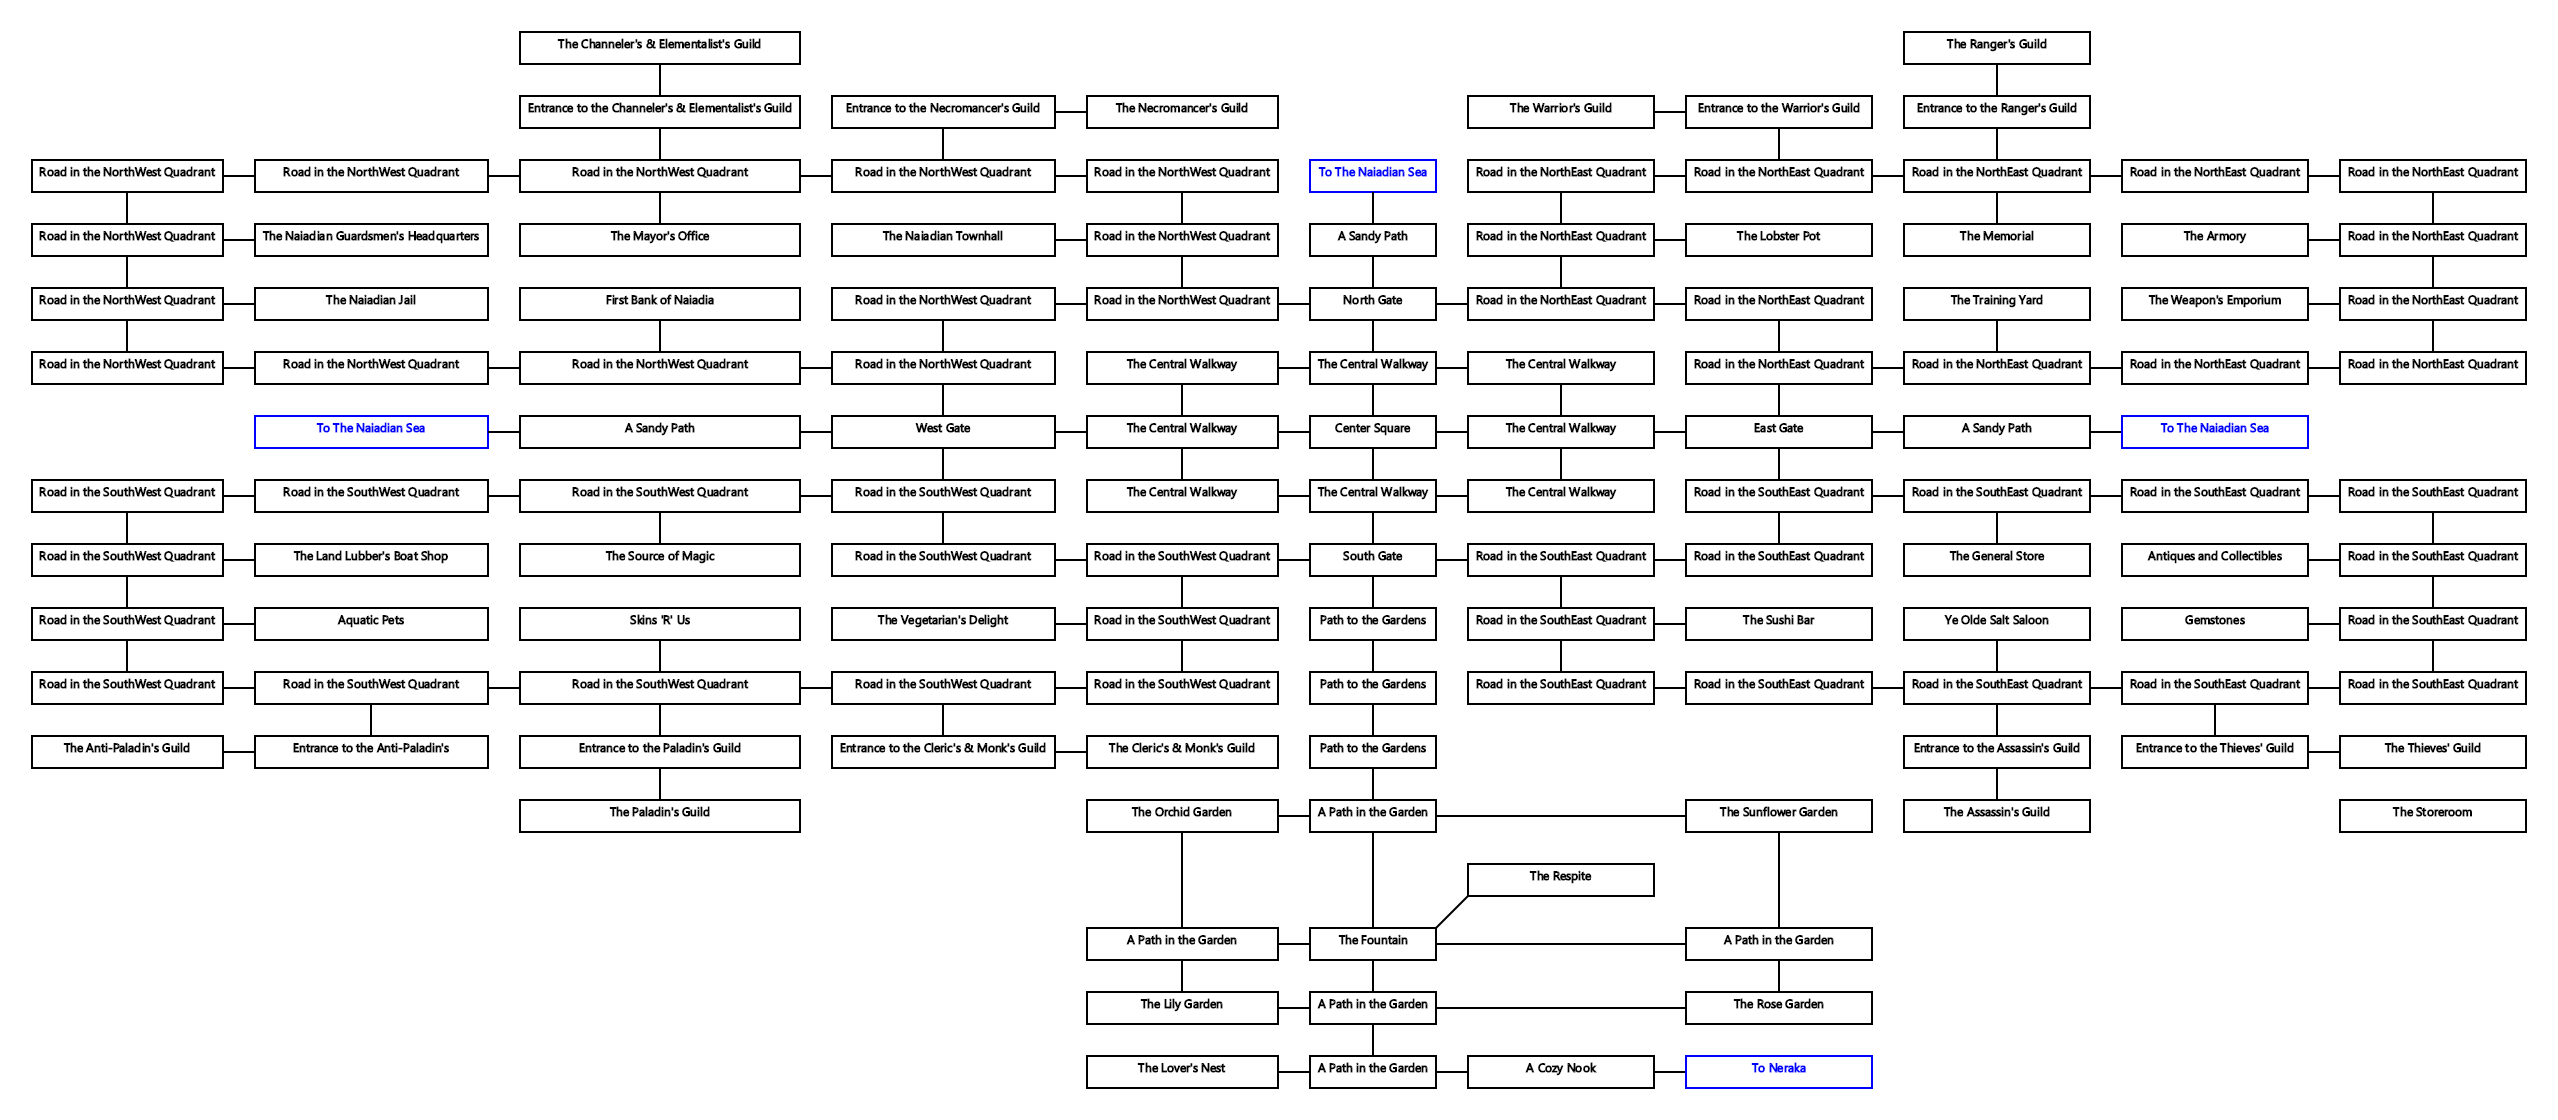 The Channeler's & Elementalist's Guild
The Ranger's Guild
Entrance to the Channeler's & Elementalist's Guild
Entrance to the Necromancer's Guild
The Necromancer's Guild
The Warrior's Guild
Entrance to the Warrior's Guild
Entrance to the Ranger's Guild
Road in the NorthWest Quadrant
Road in the NorthWest Quadrant
Road in the NorthWest Quadrant
Road in the NorthWest Quadrant
Road in the NorthWest Quadrant
To The Naiadian Sea
Road in the NorthEast Quadrant
Road in the NorthEast Quadrant
Road in the NorthEast Quadrant
Road in the NorthEast Quadrant
Road in the NorthEast Quadrant
Road in the NorthWest Quadrant
The Naiadian Guardsmen's Headquarters
The Mayor's Office
The Naiadian Townhall
Road in the NorthWest Quadrant
A Sandy Path
Road in the NorthEast Quadrant
The Lobster Pot
The Memorial
The Armory
Road in the NorthEast Quadrant
Road in the NorthWest Quadrant
The Naiadian Jail
First Bank of Naiadia
Road in the NorthWest Quadrant
Road in the NorthWest Quadrant
North Gate
Road in the NorthEast Quadrant
Road in the NorthEast Quadrant
The Training Yard
The Weapon's Emporium
Road in the NorthEast Quadrant
Road in the NorthWest Quadrant
Road in the NorthWest Quadrant
Road in the NorthWest Quadrant
Road in the NorthWest Quadrant
The Central Walkway
The Central Walkway
The Central Walkway
Road in the NorthEast Quadrant
Road in the NorthEast Quadrant
Road in the NorthEast Quadrant
Road in the NorthEast Quadrant
To The Naiadian Sea
A Sandy Path
West Gate
The Central Walkway
Center Square
The Central Walkway
East Gate
A Sandy Path
To The Naiadian Sea
Road in the SouthWest Quadrant
Road in the SouthWest Quadrant
Road in the SouthWest Quadrant
Road in the SouthWest Quadrant
The Central Walkway
The Central Walkway
The Central Walkway
Road in the SouthEast Quadrant
Road in the SouthEast Quadrant
Road in the SouthEast Quadrant
Road in the SouthEast Quadrant
Road in the SouthWest Quadrant
The Land Lubber's Boat Shop
The Source of Magic
Road in the SouthWest Quadrant
Road in the SouthWest Quadrant
South Gate
Road in the SouthEast Quadrant
Road in the SouthEast Quadrant
The General Store
Antiques and Collectibles
Road in the SouthEast Quadrant
Road in the SouthWest Quadrant
Aquatic Pets
Skins 'R' Us
The Vegetarian's Delight
Road in the SouthWest Quadrant
Path to the Gardens
Road in the SouthEast Quadrant
The Sushi Bar
Ye Olde Salt Saloon
Gemstones
Road in the SouthEast Quadrant
Road in the SouthWest Quadrant
Road in the SouthWest Quadrant
Road in the SouthWest Quadrant
Road in the SouthWest Quadrant
Road in the SouthWest Quadrant
Path to the Gardens
Road in the SouthEast Quadrant
Road in the SouthEast Quadrant
Road in the SouthEast Quadrant
Road in the SouthEast Quadrant
Road in the SouthEast Quadrant
The Anti-Paladin's Guild
Entrance to the Anti-Paladin's
Entrance to the Paladin's Guild
Entrance to the Cleric's & Monk's Guild
The Cleric's & Monk's Guild
Path to the Gardens
Entrance to the Assassin's Guild
Entrance to the Thieves' Guild
The Thieves' Guild
The Paladin's Guild
The Orchid Garden
A Path in the Garden
The Sunflower Garden
The Assassin's Guild
The Storeroom
The Respite
A Path in the Garden
The Fountain
A Path in the Garden
The Lily Garden
A Path in the Garden
The Rose Garden
The Lover's Nest
A Path in the Garden
A Cozy Nook
To Neraka